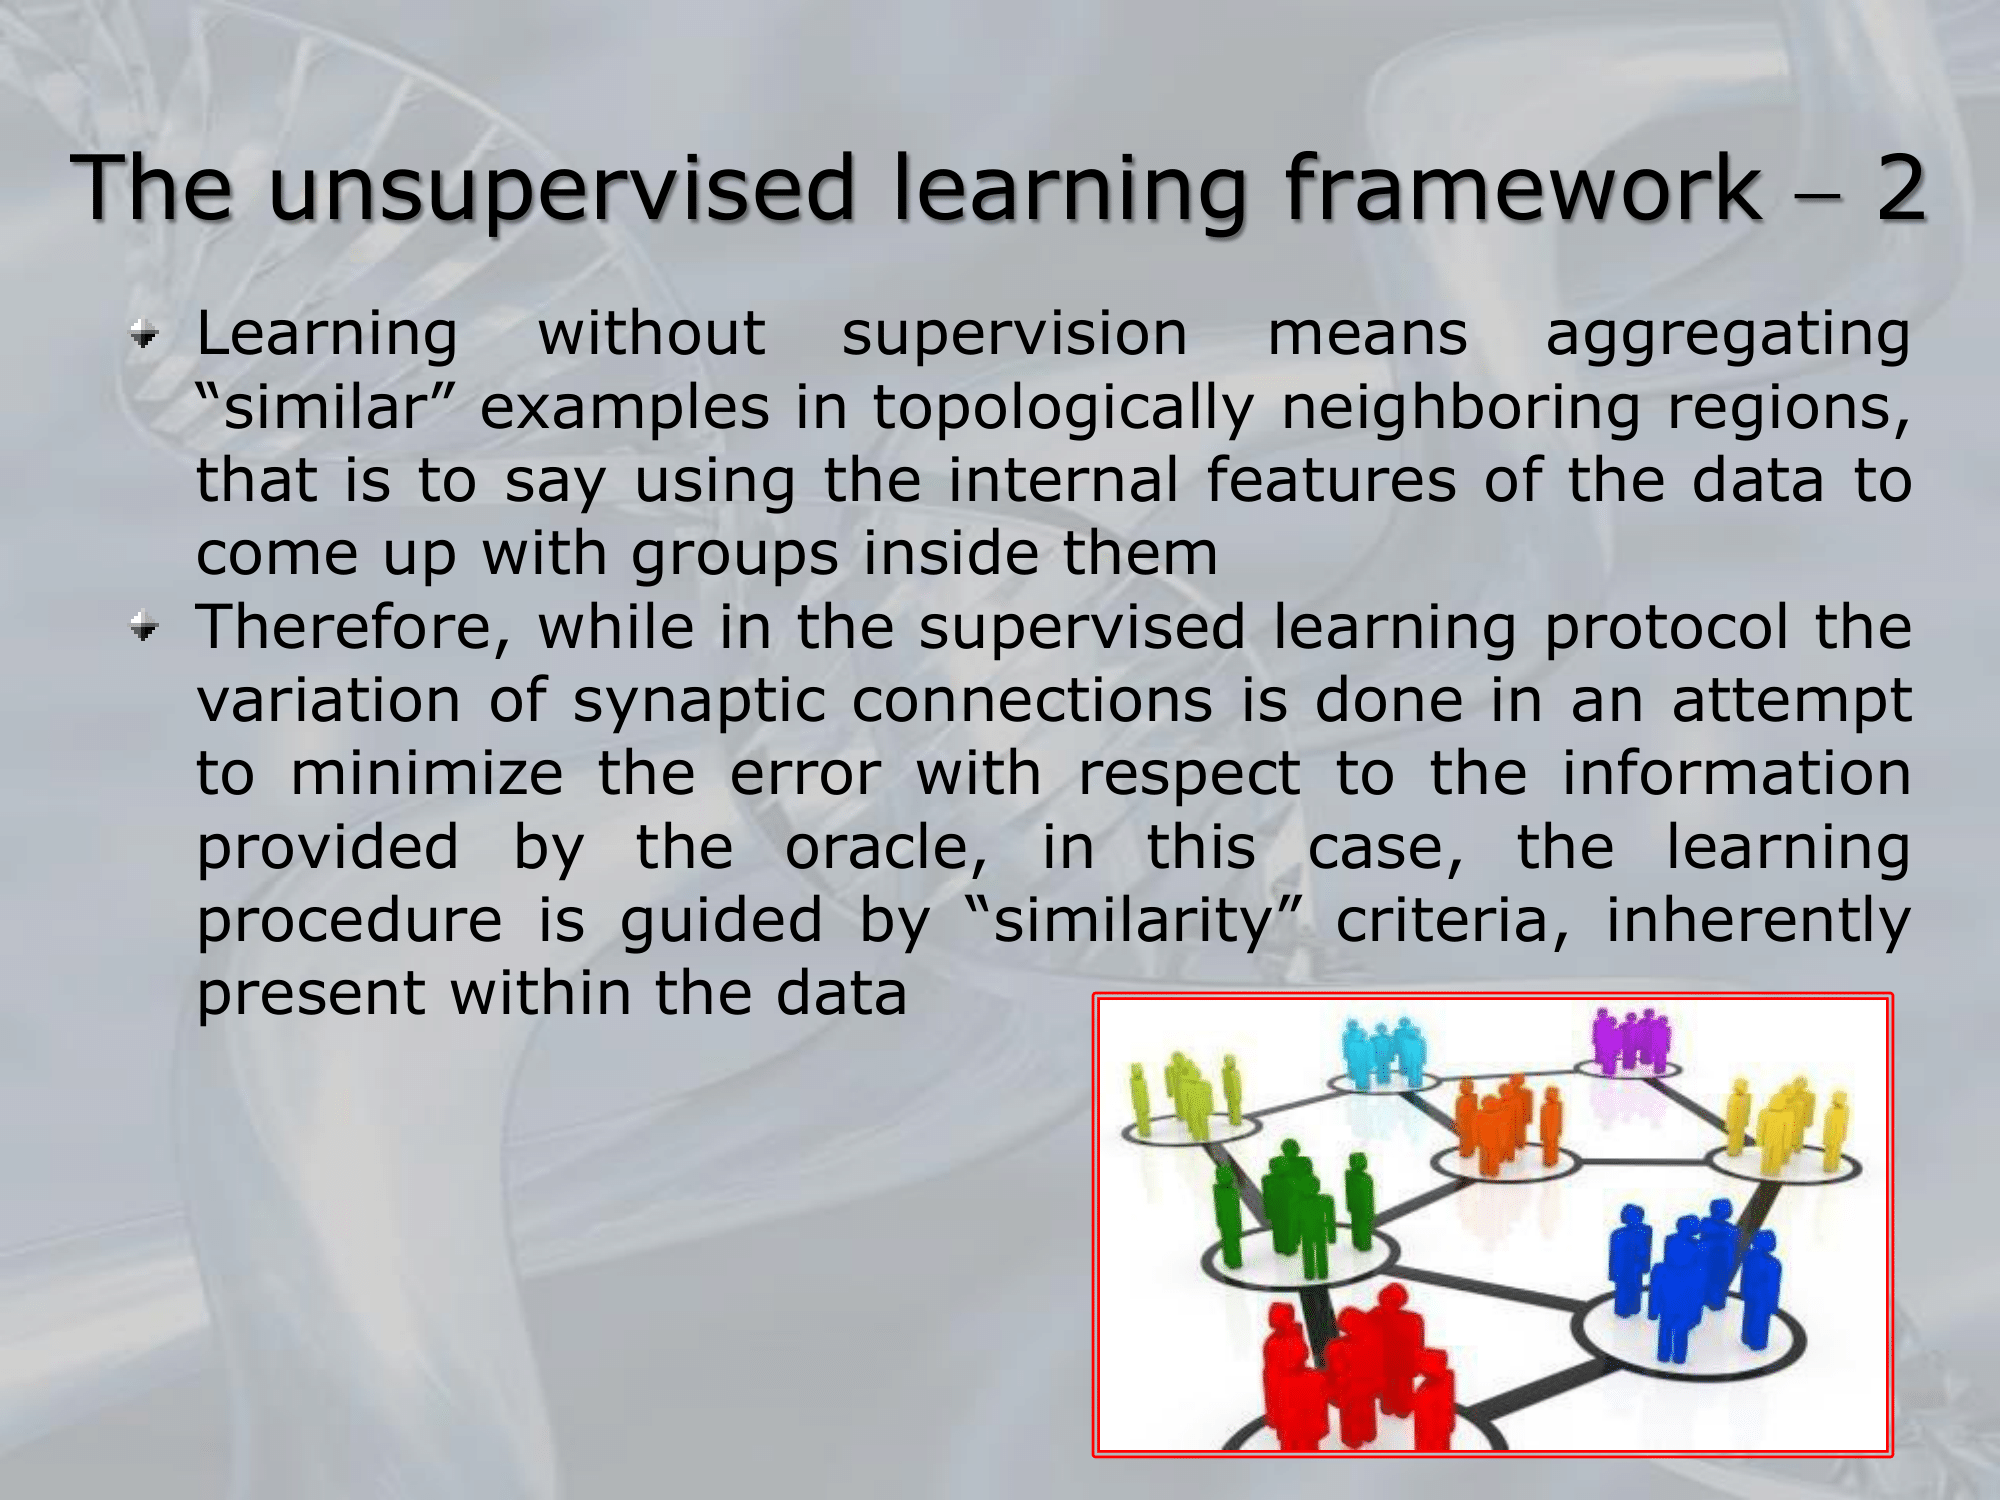 The unsupervised learning framework – 2
Learning without supervision means aggregating
“similar” examples in topologically neighboring regions,
that is to say using the internal features of the data to
come up with groups inside them
Therefore, while in the supervised learning protocol the
variation of synaptic connections is done in an attempt
to minimize the error with respect to the information
provided by the oracle, in this case, the learning
procedure is guided by “similarity” criteria, inherently
present within the data